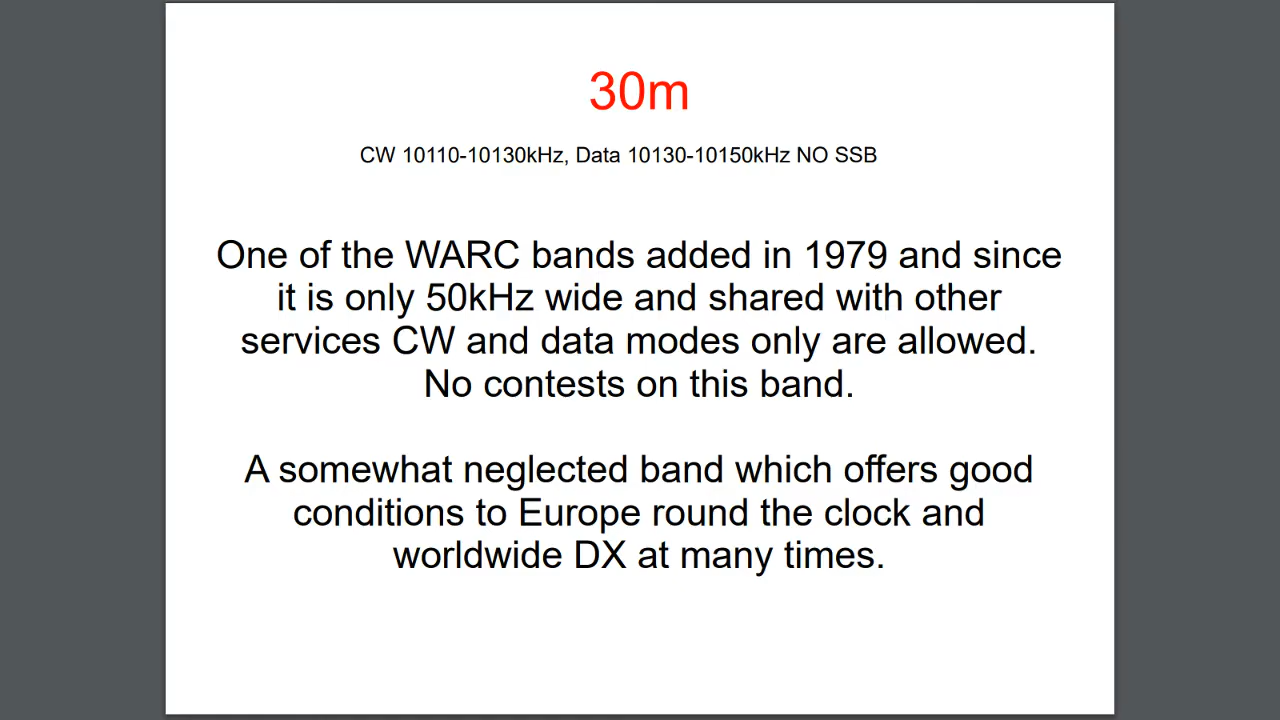 30m
CW 10110-10130kHz, Data 10130-10150kHz NO SSB
One of the WARC bands added in 1979 and since
it is only 50kHz wide and shared with other
services CW and data modes only are allowed.
No contests on this band.
A somewhat neglected band which offers good
conditions to Europe round the clock and
worldwide DX at many times.